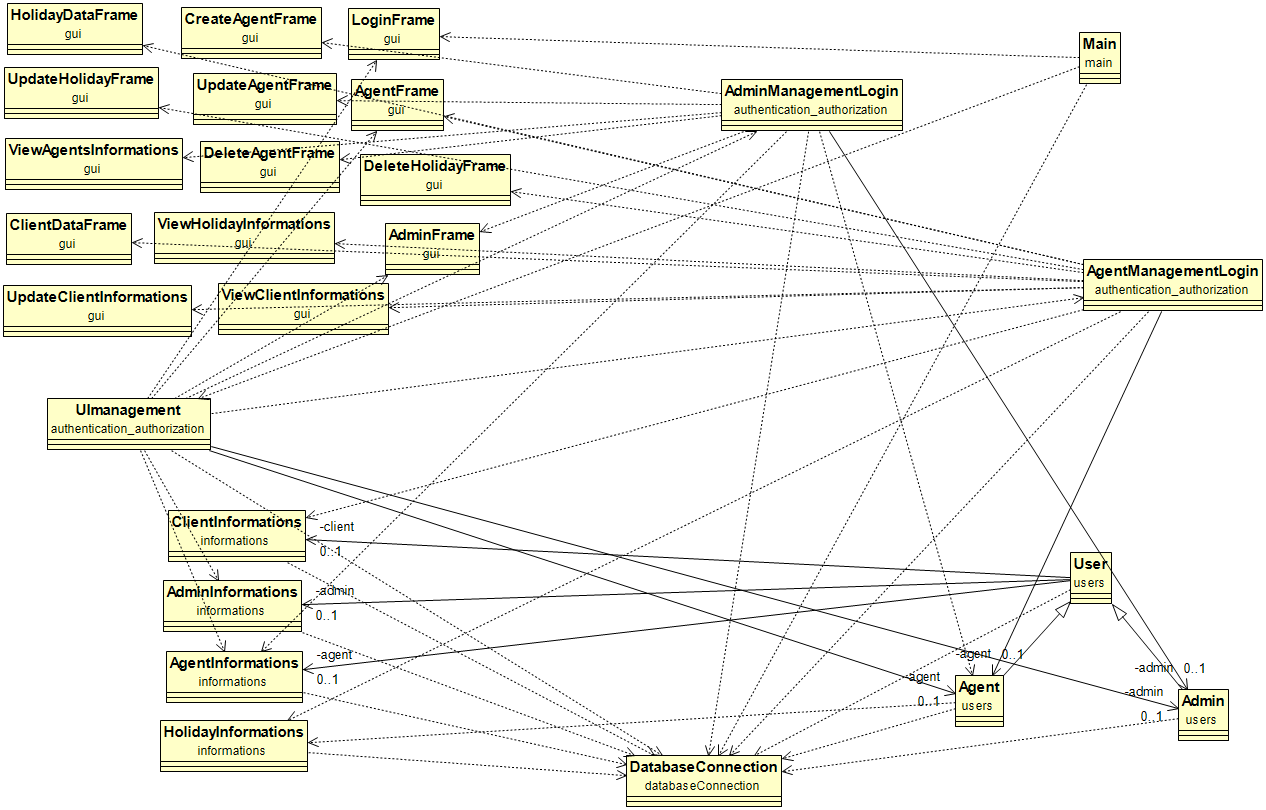 HolidayDataFrame
gui
CreateAgentFrame
gui
LoginFrame
gui
Main
main
UpdateHolidayFrame
gui
UpdateAgentFrame
gui
AgentFrame
gui
AdminManagementLogin
authentication_authorization
ViewAgentsInformations
gui
DeleteAgentFrame
gui
DeleteHolidayFrame
gui
ClientDataFrame
gui
ViewHolidayInformations
gui
AdminFrame
gui
AgentManagementLogin
authentication_authorization
UpdateClientInformations
gui
ViewClientInformations
gui
UImanagement
authentication_authorization
ClientInformations
informations
-client
0..1
User
users
AdminInformations
informations
-admin
0..1
AgentInformations
informations
-agent
0..1
-agent
0..1
-admin
0..1
-agent
0..1
-admin
0..1
Agent
users
Admin
users
HolidayInformations
informations
DatabaseConnection
databaseConnection